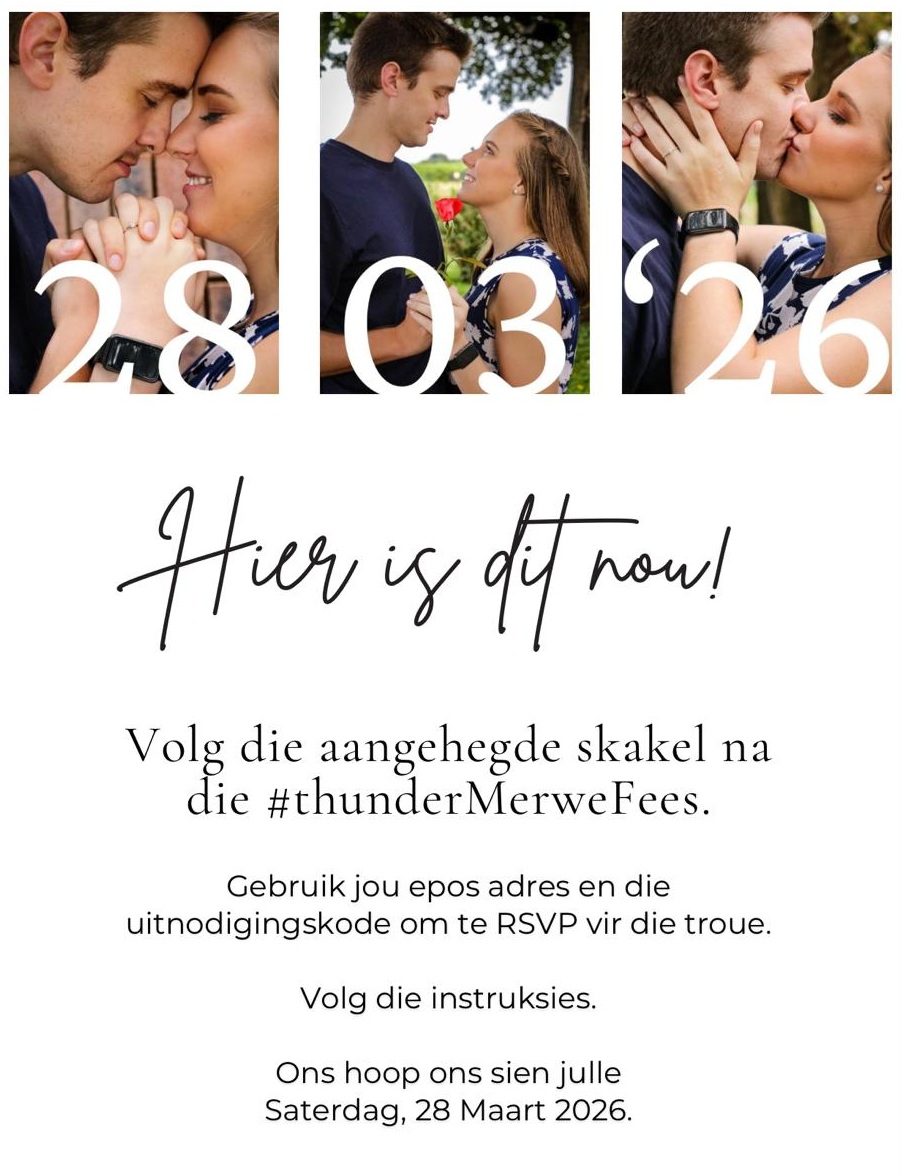 28 03 ‘26
Hier is dit nou!
Volg die aangehegde skakel na
die #thunderMerweFees.
Gebruik jou epos adres en die
uitnodigingskode om te RSVP vir die troue.
Volg die instruksies.
Ons hoop ons sien julle
Saterdag, 28 Maart 2026.